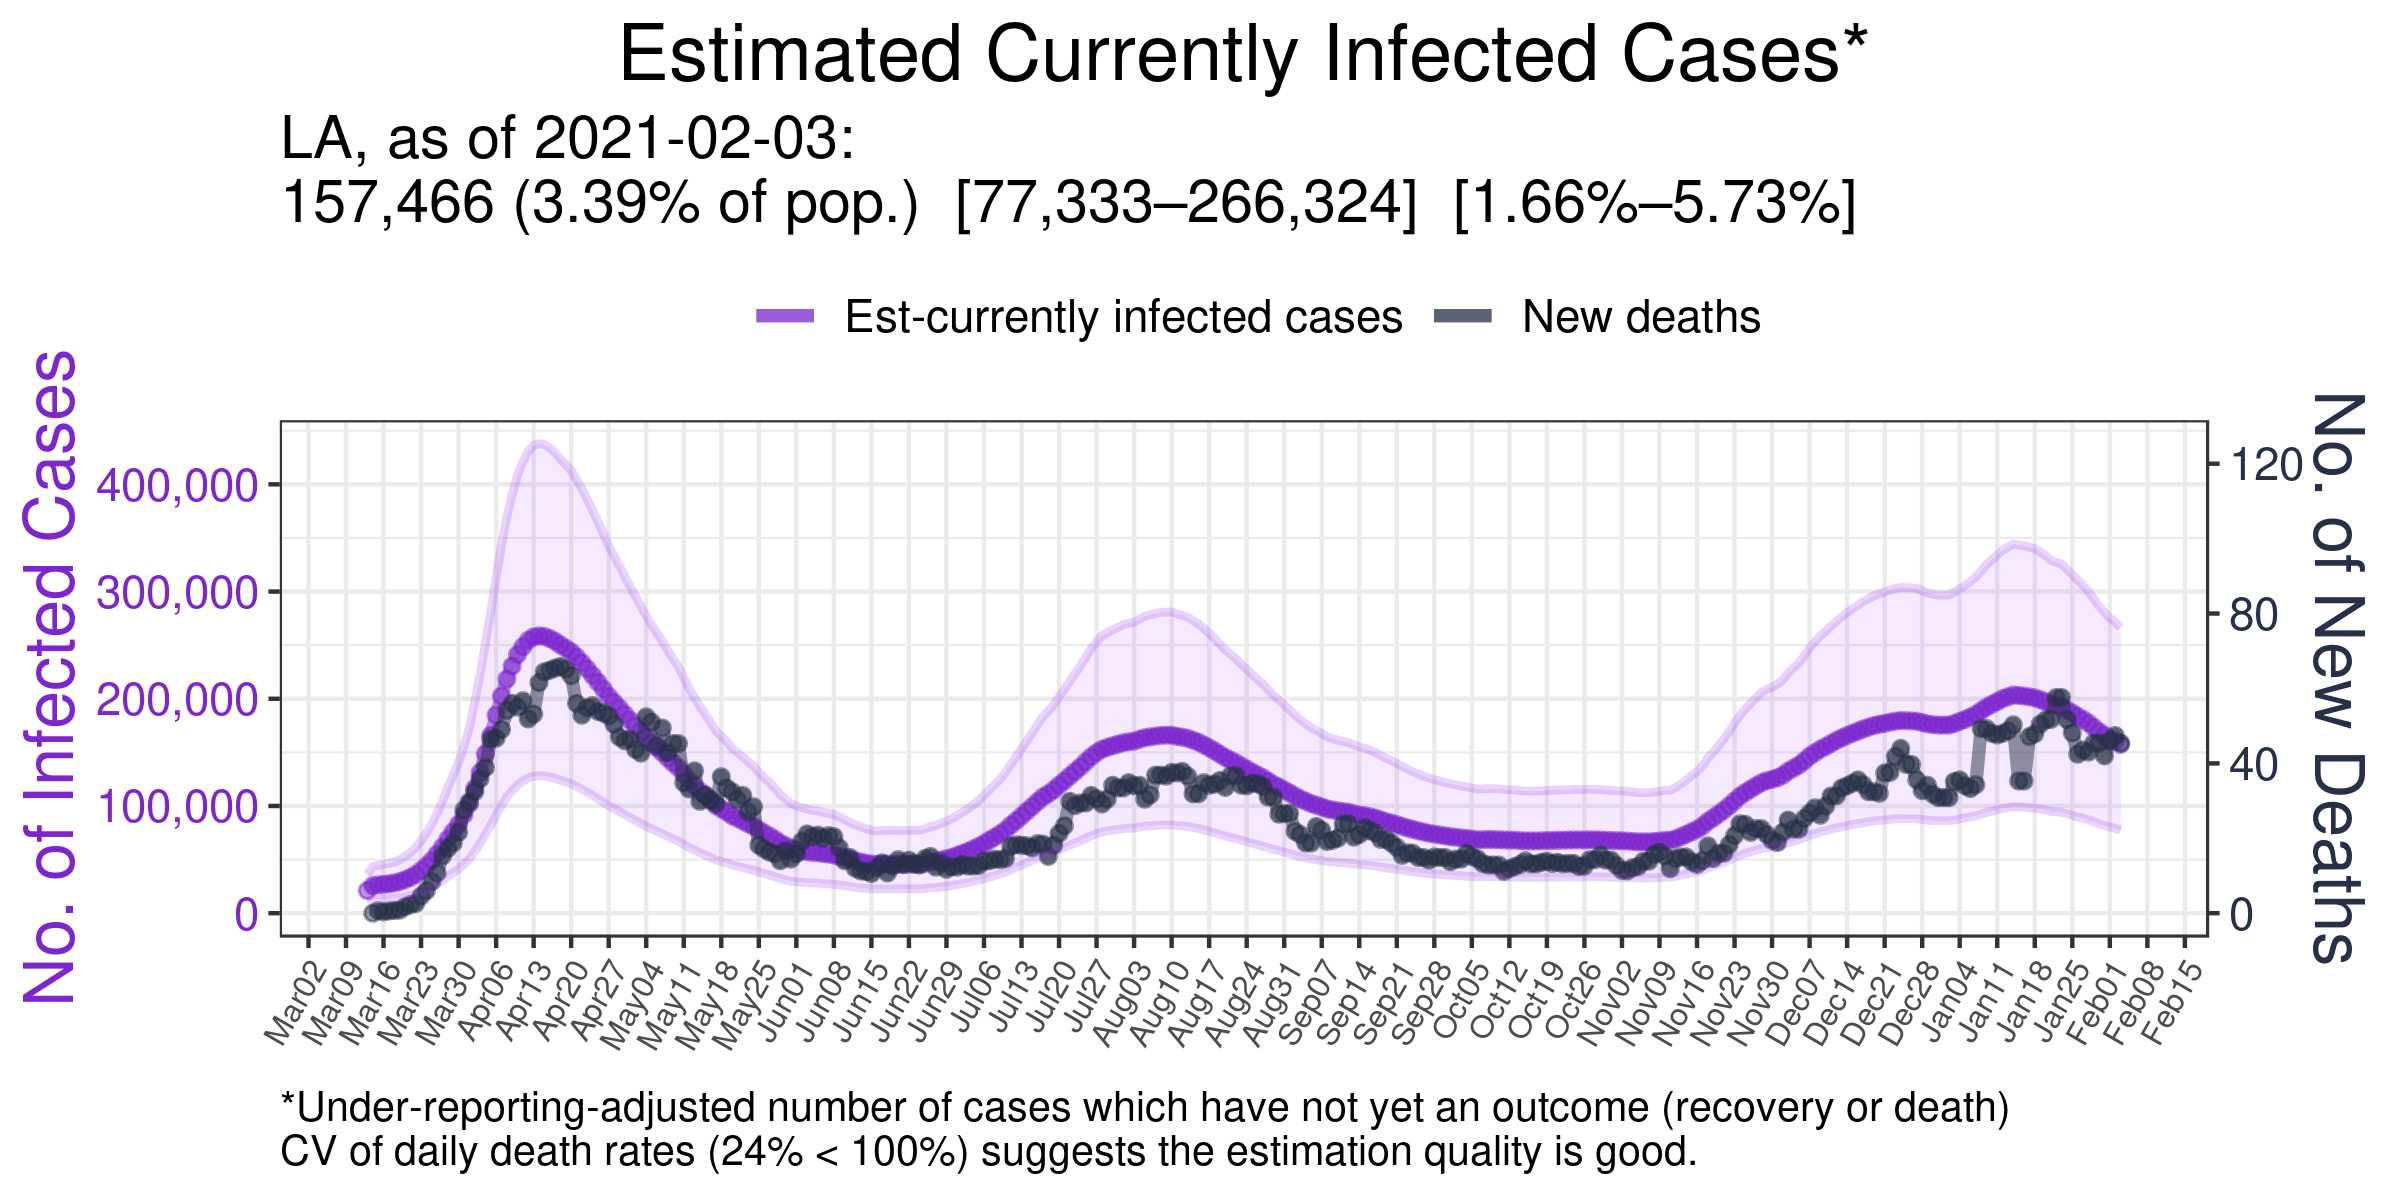 Estimated Currently Infected Cases*
LA, as of 2021-02-03:
157,466 (3.39% of pop.)  [77,333–266,324]  [1.66%–5.73%]
Est-currently infected cases
New deaths
No. of Infected Cases
400,000
300,000
200,000
100,000
0
120
80
40
0
No. of New Deaths
Mar02
Mar09
Mar16
Mar23
Mar30
Apr06
Apr13
Apr20
Apr27
May04
May11
May18
May25
Jun01
Jun08
Jun15
Jun22
Jun29
Jul06
Jul13
Jul20
Jul27
Aug03
Aug10
Aug17
Aug24
Aug31
Sep07
Sep14
Sep21
Sep28
Oct05
Oct12
Oct19
Oct26
Nov02
Nov09
Nov16
Nov23
Nov30
Dec07
Dec14
Dec21
Dec28
Jan04
Jan11
Jan18
Jan25
Feb01
Feb08
Feb15
*Under-reporting-adjusted number of cases which have not yet an outcome (recovery or death)
CV of daily death rates (24% < 100%) suggests the estimation quality is good.